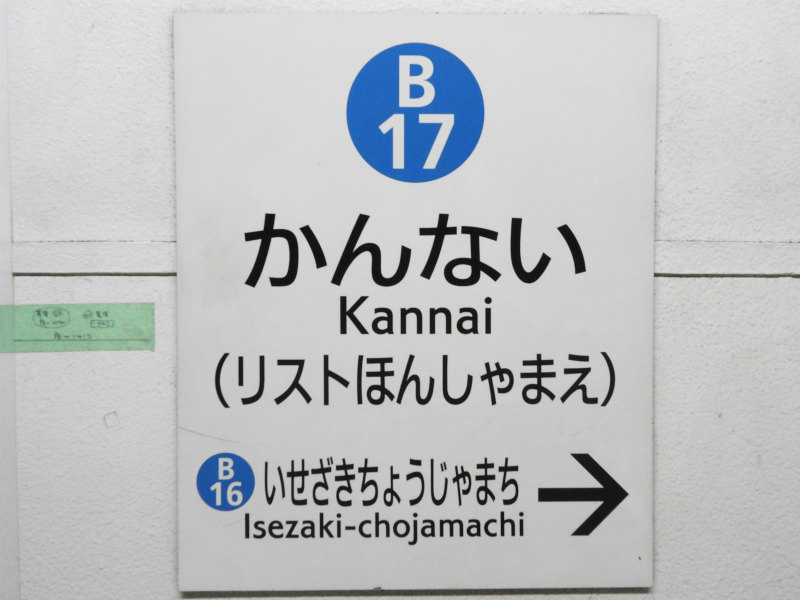 B
17
かんない
Kannai
(リストほんしゃまえ)
B
16
いせざきちょうじゃまち
Isezaki-chojamachi